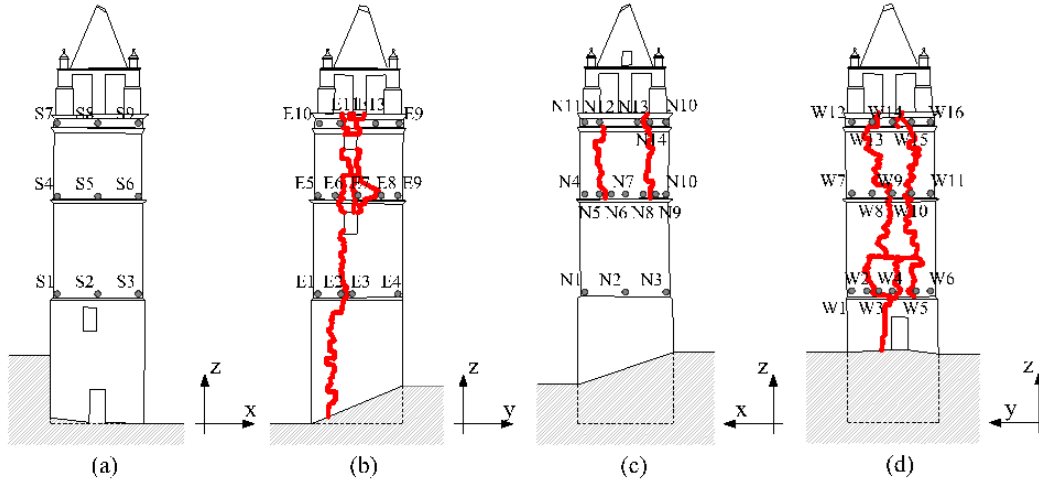 E11 E13
S7 S8 S9 E10 E9 N11 N12 N13 N10 W12 W14 W16
N14 W13 W15
S4 S5 S6 E5 E6 E7 E8 E9 N4 N7 N10 W7 W9 W11
N5 N6 N8 N9 W8 W10
S1 S2 S3 E1 E2 E3 E4 N1 N2 N3 W2 W4 W6
W1 W3 W5
z z z z
x y x y
(a) (b) (c) (d)